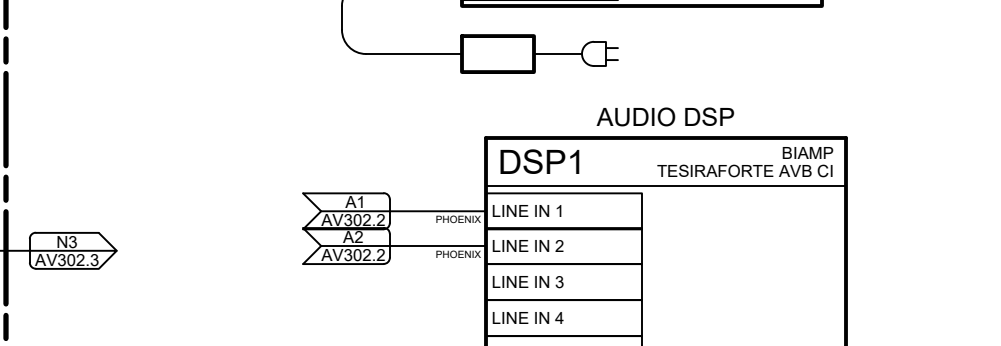 AUDIO DSP
DSP1
BIAMP
TESIRAFORTE AVB CI
A1
AV302.2
PHOENIX
LINE IN 1
A2
AV302.2
PHOENIX
LINE IN 2
N3
AV302.3
LINE IN 3
LINE IN 4